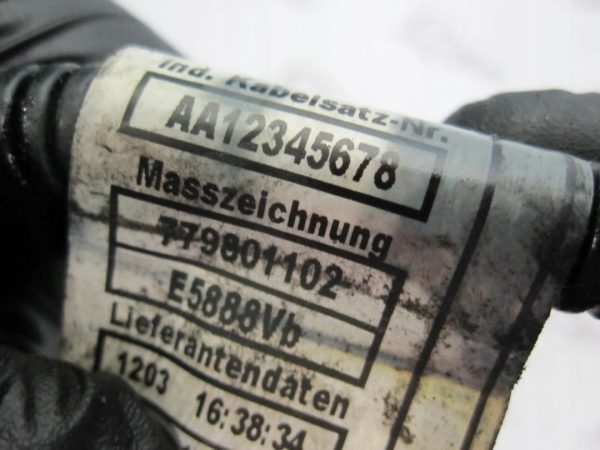 Ind. Kabelsatz-Nr.
AA12345678
Masszeichnung
779801102
E5888Vb
Lieferantendaten
1203 16:38:34